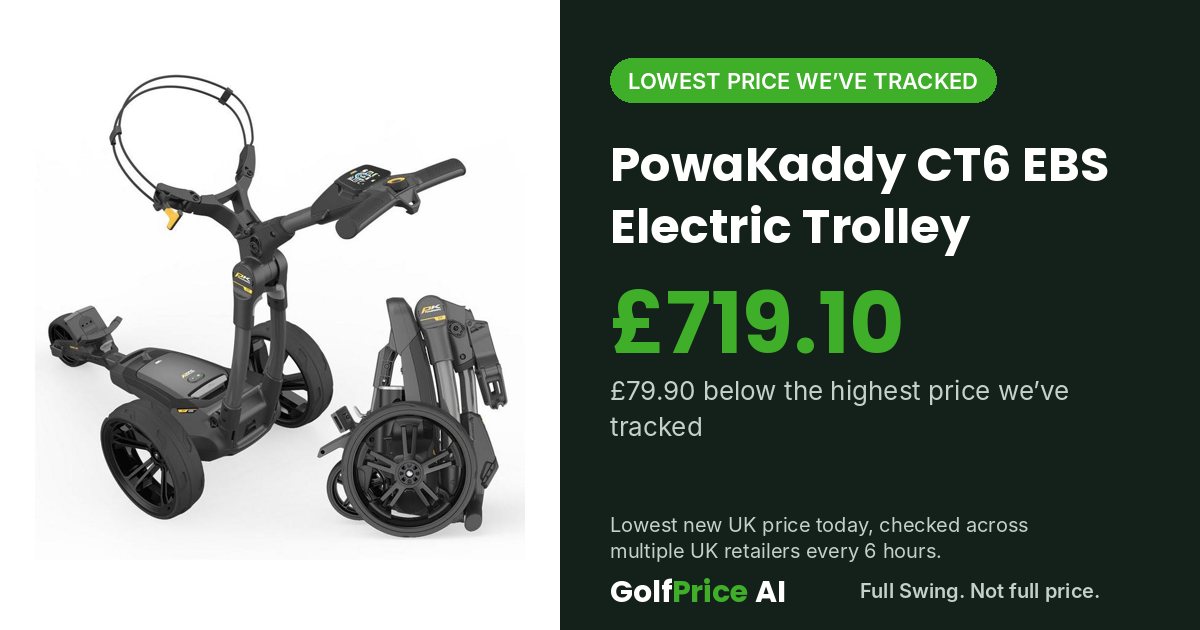 LOWEST PRICE WE’VE TRACKED
PowaKaddy CT6 EBS
Electric Trolley
£719.10
£79.90 below the highest price we’ve
tracked
Lowest new UK price today, checked across
multiple UK retailers every 6 hours.
GolfPrice AI
Full Swing. Not full price.
PK
PK